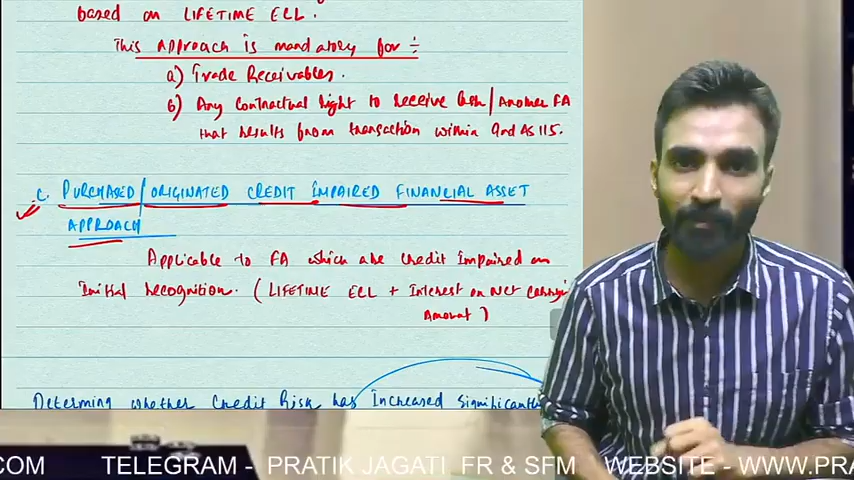 based on LIFETIME ECL.
This approach is mandatory for ÷
a) Trade Receivables.
b) Any contractual right to receive Cash / Another FA
that results from transaction within Ind AS 115.
C. PURCHASED / ORIGINATED CREDIT IMPAIRED FINANCIAL ASSET
APPROACH
Applicable to FA which are credit impaired on
initial recognition. (LIFETIME ECL + Interest on Net Carrying
Amount)
Determining whether Credit Risk has Increased Significantly
COM TELEGRAM - PRATIK JAGATI FR & SFM WEBSITE - WWW.PRA